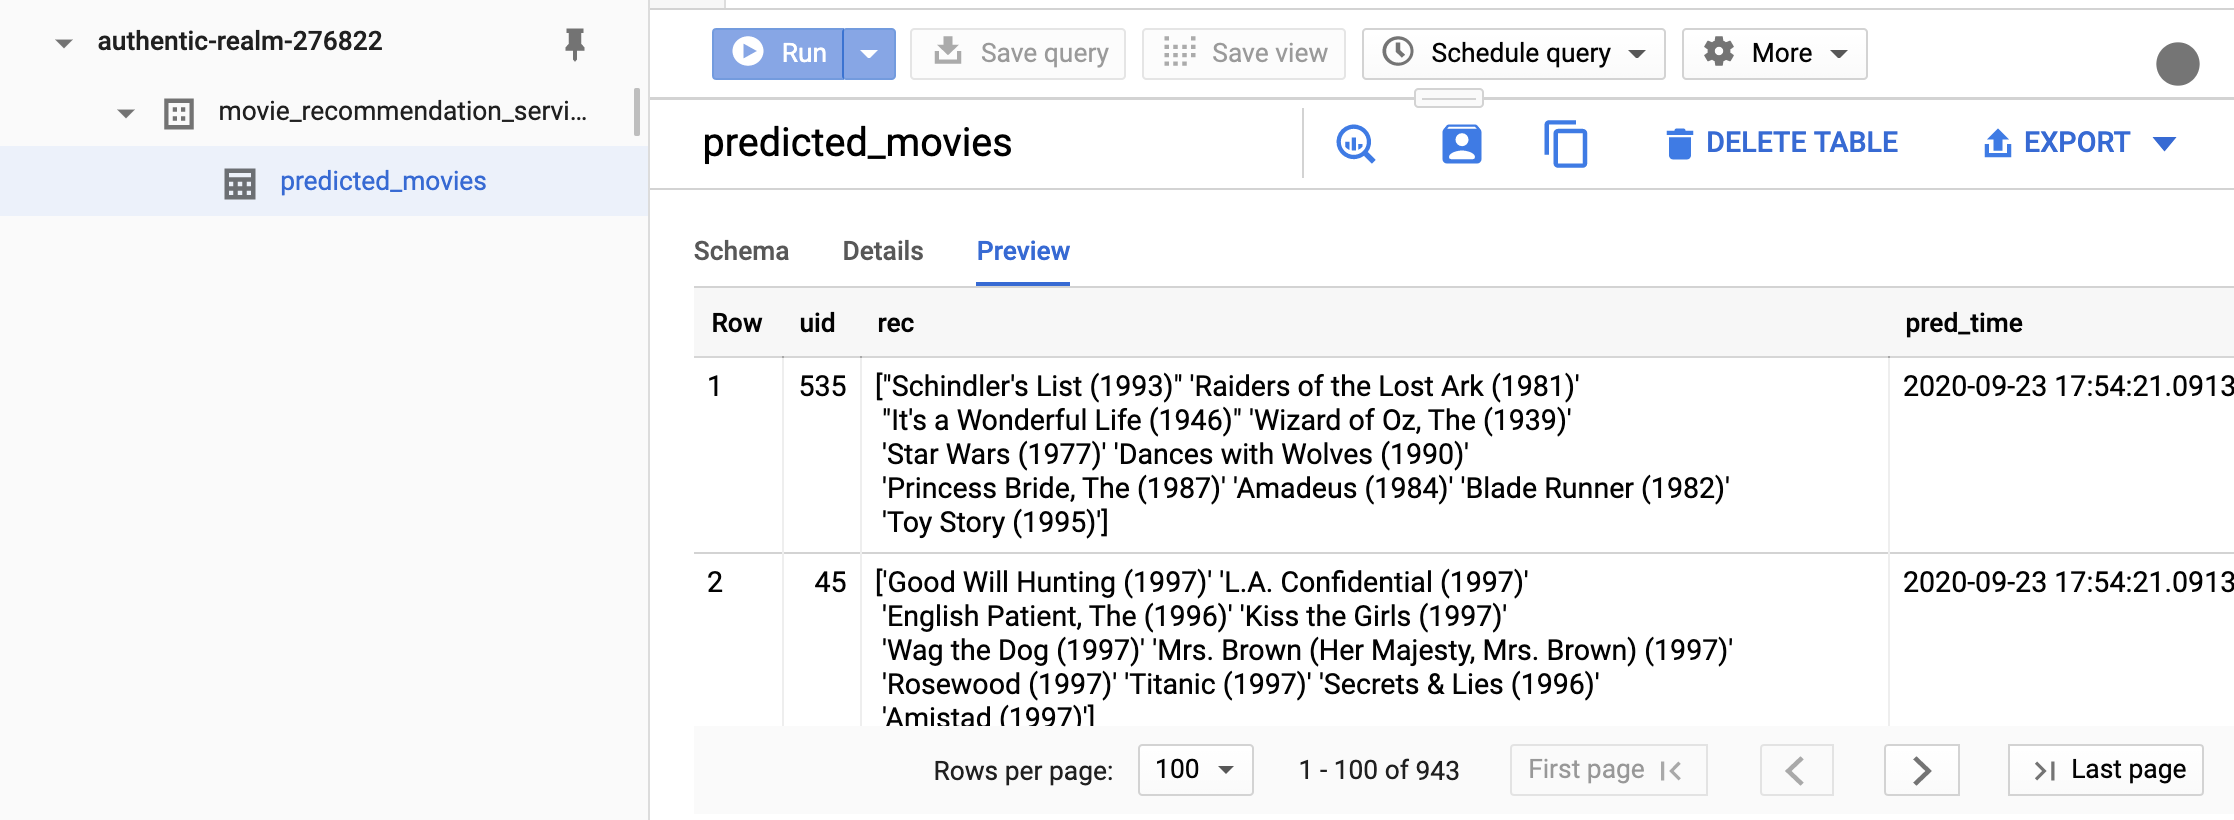 authentic-realm-276822
movie_recommendation_servi...
predicted_movies
Run
Save query
Save view
Schedule query
More
predicted_movies
DELETE TABLE
EXPORT
Schema Details Preview
Row uid rec pred_time
1 535 ["Schindler's List (1993)" 'Raiders of the Lost Ark (1981)' 2020-09-23 17:54:21.0913
"It's a Wonderful Life (1946)" 'Wizard of Oz, The (1939)'
'Star Wars (1977)' 'Dances with Wolves (1990)'
'Princess Bride, The (1987)' 'Amadeus (1984)' 'Blade Runner (1982)'
'Toy Story (1995)']
2 45 ['Good Will Hunting (1997)' 'L.A. Confidential (1997)' 2020-09-23 17:54:21.0913
'English Patient, The (1996)' 'Kiss the Girls (1997)'
'Wag the Dog (1997)' 'Mrs. Brown (Her Majesty, Mrs. Brown) (1997)'
'Rosewood (1997)' 'Titanic (1997)' 'Secrets & Lies (1996)'
'Amistad (1997)']
Rows per page: 100 1 - 100 of 943 First page Last page